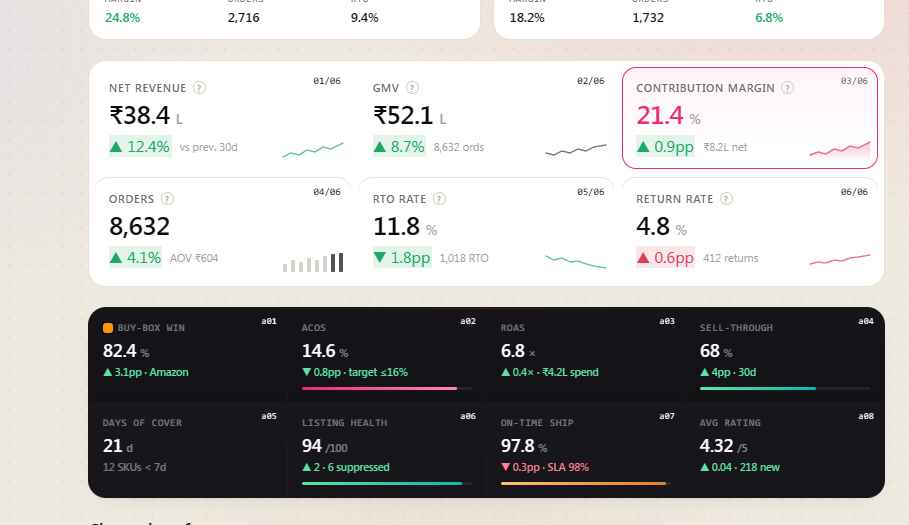 24.8% 2,716 9.4% 18.2% 1,732 6.8%
NET REVENUE ? 01/06
₹38.4 L
▲ 12.4% vs prev. 30d
GMV ? 02/06
₹52.1 L
▲ 8.7% 8,632 ords
CONTRIBUTION MARGIN ? 03/06
21.4 %
▲ 0.9pp ₹8.2L net
ORDERS ? 04/06
8,632
▲ 4.1% AOV ₹604
RTO RATE ? 05/06
11.8 %
▼ 1.8pp 1,018 RTO
RETURN RATE ? 06/06
4.8 %
▲ 0.6pp 412 returns
BUY-BOX WIN a01
82.4 %
▲ 3.1pp · Amazon
ACOS a02
14.6 %
▼ 0.8pp · target ≤16%
ROAS a03
6.8 ×
▲ 0.4× · ₹4.2L spend
SELL-THROUGH a04
68 %
▲ 4pp · 30d
DAYS OF COVER a05
21 d
12 SKUs < 7d
LISTING HEALTH a06
94 /100
▲ 2 · 6 suppressed
ON-TIME SHIP a07
97.8 %
▼ 0.3pp · SLA 98%
AVG RATING a08
4.32 /5
▲ 0.04 · 218 new